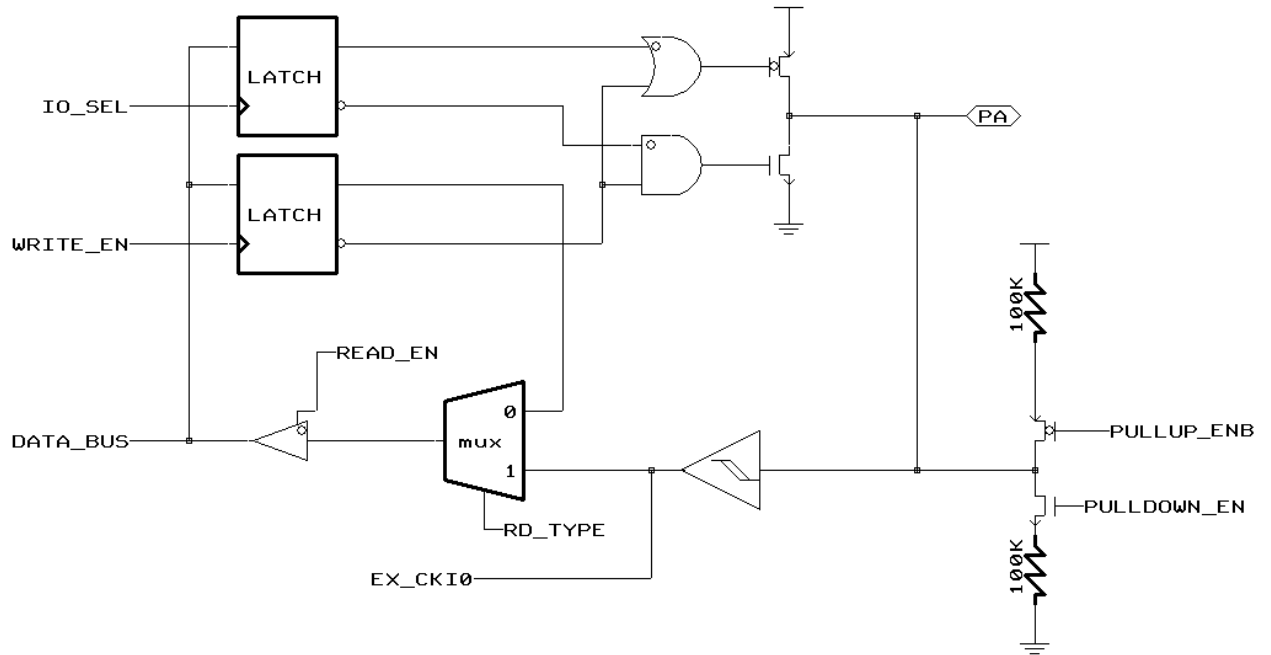 LATCH
IO_SEL
PA
LATCH
WRITE_EN
100K
READ_EN
0
DATA_BUS
mux
PULLUP_ENB
1
PULLDOWN_EN
RD_TYPE
100K
EX_CKI0